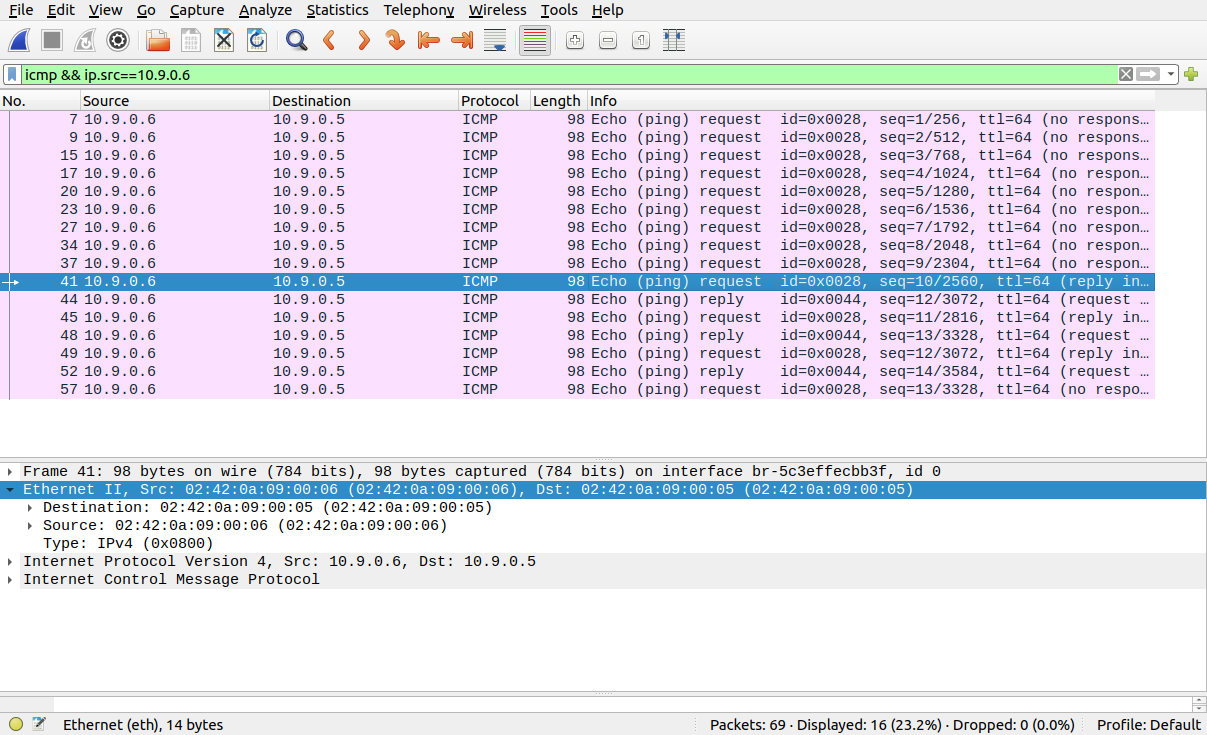 File Edit View Go Capture Analyze Statistics Telephony Wireless Tools Help
icmp && ip.src==10.9.0.6
No. Source Destination Protocol Length Info
7 10.9.0.6 10.9.0.5 ICMP 98 Echo (ping) request id=0x0028, seq=1/256, ttl=64 (no respons…
9 10.9.0.6 10.9.0.5 ICMP 98 Echo (ping) request id=0x0028, seq=2/512, ttl=64 (no respons…
15 10.9.0.6 10.9.0.5 ICMP 98 Echo (ping) request id=0x0028, seq=3/768, ttl=64 (no respons…
17 10.9.0.6 10.9.0.5 ICMP 98 Echo (ping) request id=0x0028, seq=4/1024, ttl=64 (no respon…
20 10.9.0.6 10.9.0.5 ICMP 98 Echo (ping) request id=0x0028, seq=5/1280, ttl=64 (no respon…
23 10.9.0.6 10.9.0.5 ICMP 98 Echo (ping) request id=0x0028, seq=6/1536, ttl=64 (no respon…
27 10.9.0.6 10.9.0.5 ICMP 98 Echo (ping) request id=0x0028, seq=7/1792, ttl=64 (no respon…
34 10.9.0.6 10.9.0.5 ICMP 98 Echo (ping) request id=0x0028, seq=8/2048, ttl=64 (no respon…
37 10.9.0.6 10.9.0.5 ICMP 98 Echo (ping) request id=0x0028, seq=9/2304, ttl=64 (no respon…
41 10.9.0.6 10.9.0.5 ICMP 98 Echo (ping) request id=0x0028, seq=10/2560, ttl=64 (reply in…
44 10.9.0.6 10.9.0.5 ICMP 98 Echo (ping) reply id=0x0044, seq=12/3072, ttl=64 (request …
45 10.9.0.6 10.9.0.5 ICMP 98 Echo (ping) request id=0x0028, seq=11/2816, ttl=64 (reply in…
48 10.9.0.6 10.9.0.5 ICMP 98 Echo (ping) reply id=0x0044, seq=13/3328, ttl=64 (request …
49 10.9.0.6 10.9.0.5 ICMP 98 Echo (ping) request id=0x0028, seq=12/3072, ttl=64 (reply in…
52 10.9.0.6 10.9.0.5 ICMP 98 Echo (ping) reply id=0x0044, seq=14/3584, ttl=64 (request …
57 10.9.0.6 10.9.0.5 ICMP 98 Echo (ping) request id=0x0028, seq=13/3328, ttl=64 (no respo…
Frame 41: 98 bytes on wire (784 bits), 98 bytes captured (784 bits) on interface br-5c3effecbb3f, id 0
Ethernet II, Src: 02:42:0a:09:00:06 (02:42:0a:09:00:06), Dst: 02:42:0a:09:00:05 (02:42:0a:09:00:05)
Destination: 02:42:0a:09:00:05 (02:42:0a:09:00:05)
Source: 02:42:0a:09:00:06 (02:42:0a:09:00:06)
Type: IPv4 (0x0800)
Internet Protocol Version 4, Src: 10.9.0.6, Dst: 10.9.0.5
Internet Control Message Protocol
Ethernet (eth), 14 bytes Packets: 69 · Displayed: 16 (23.2%) · Dropped: 0 (0.0%) Profile: Default